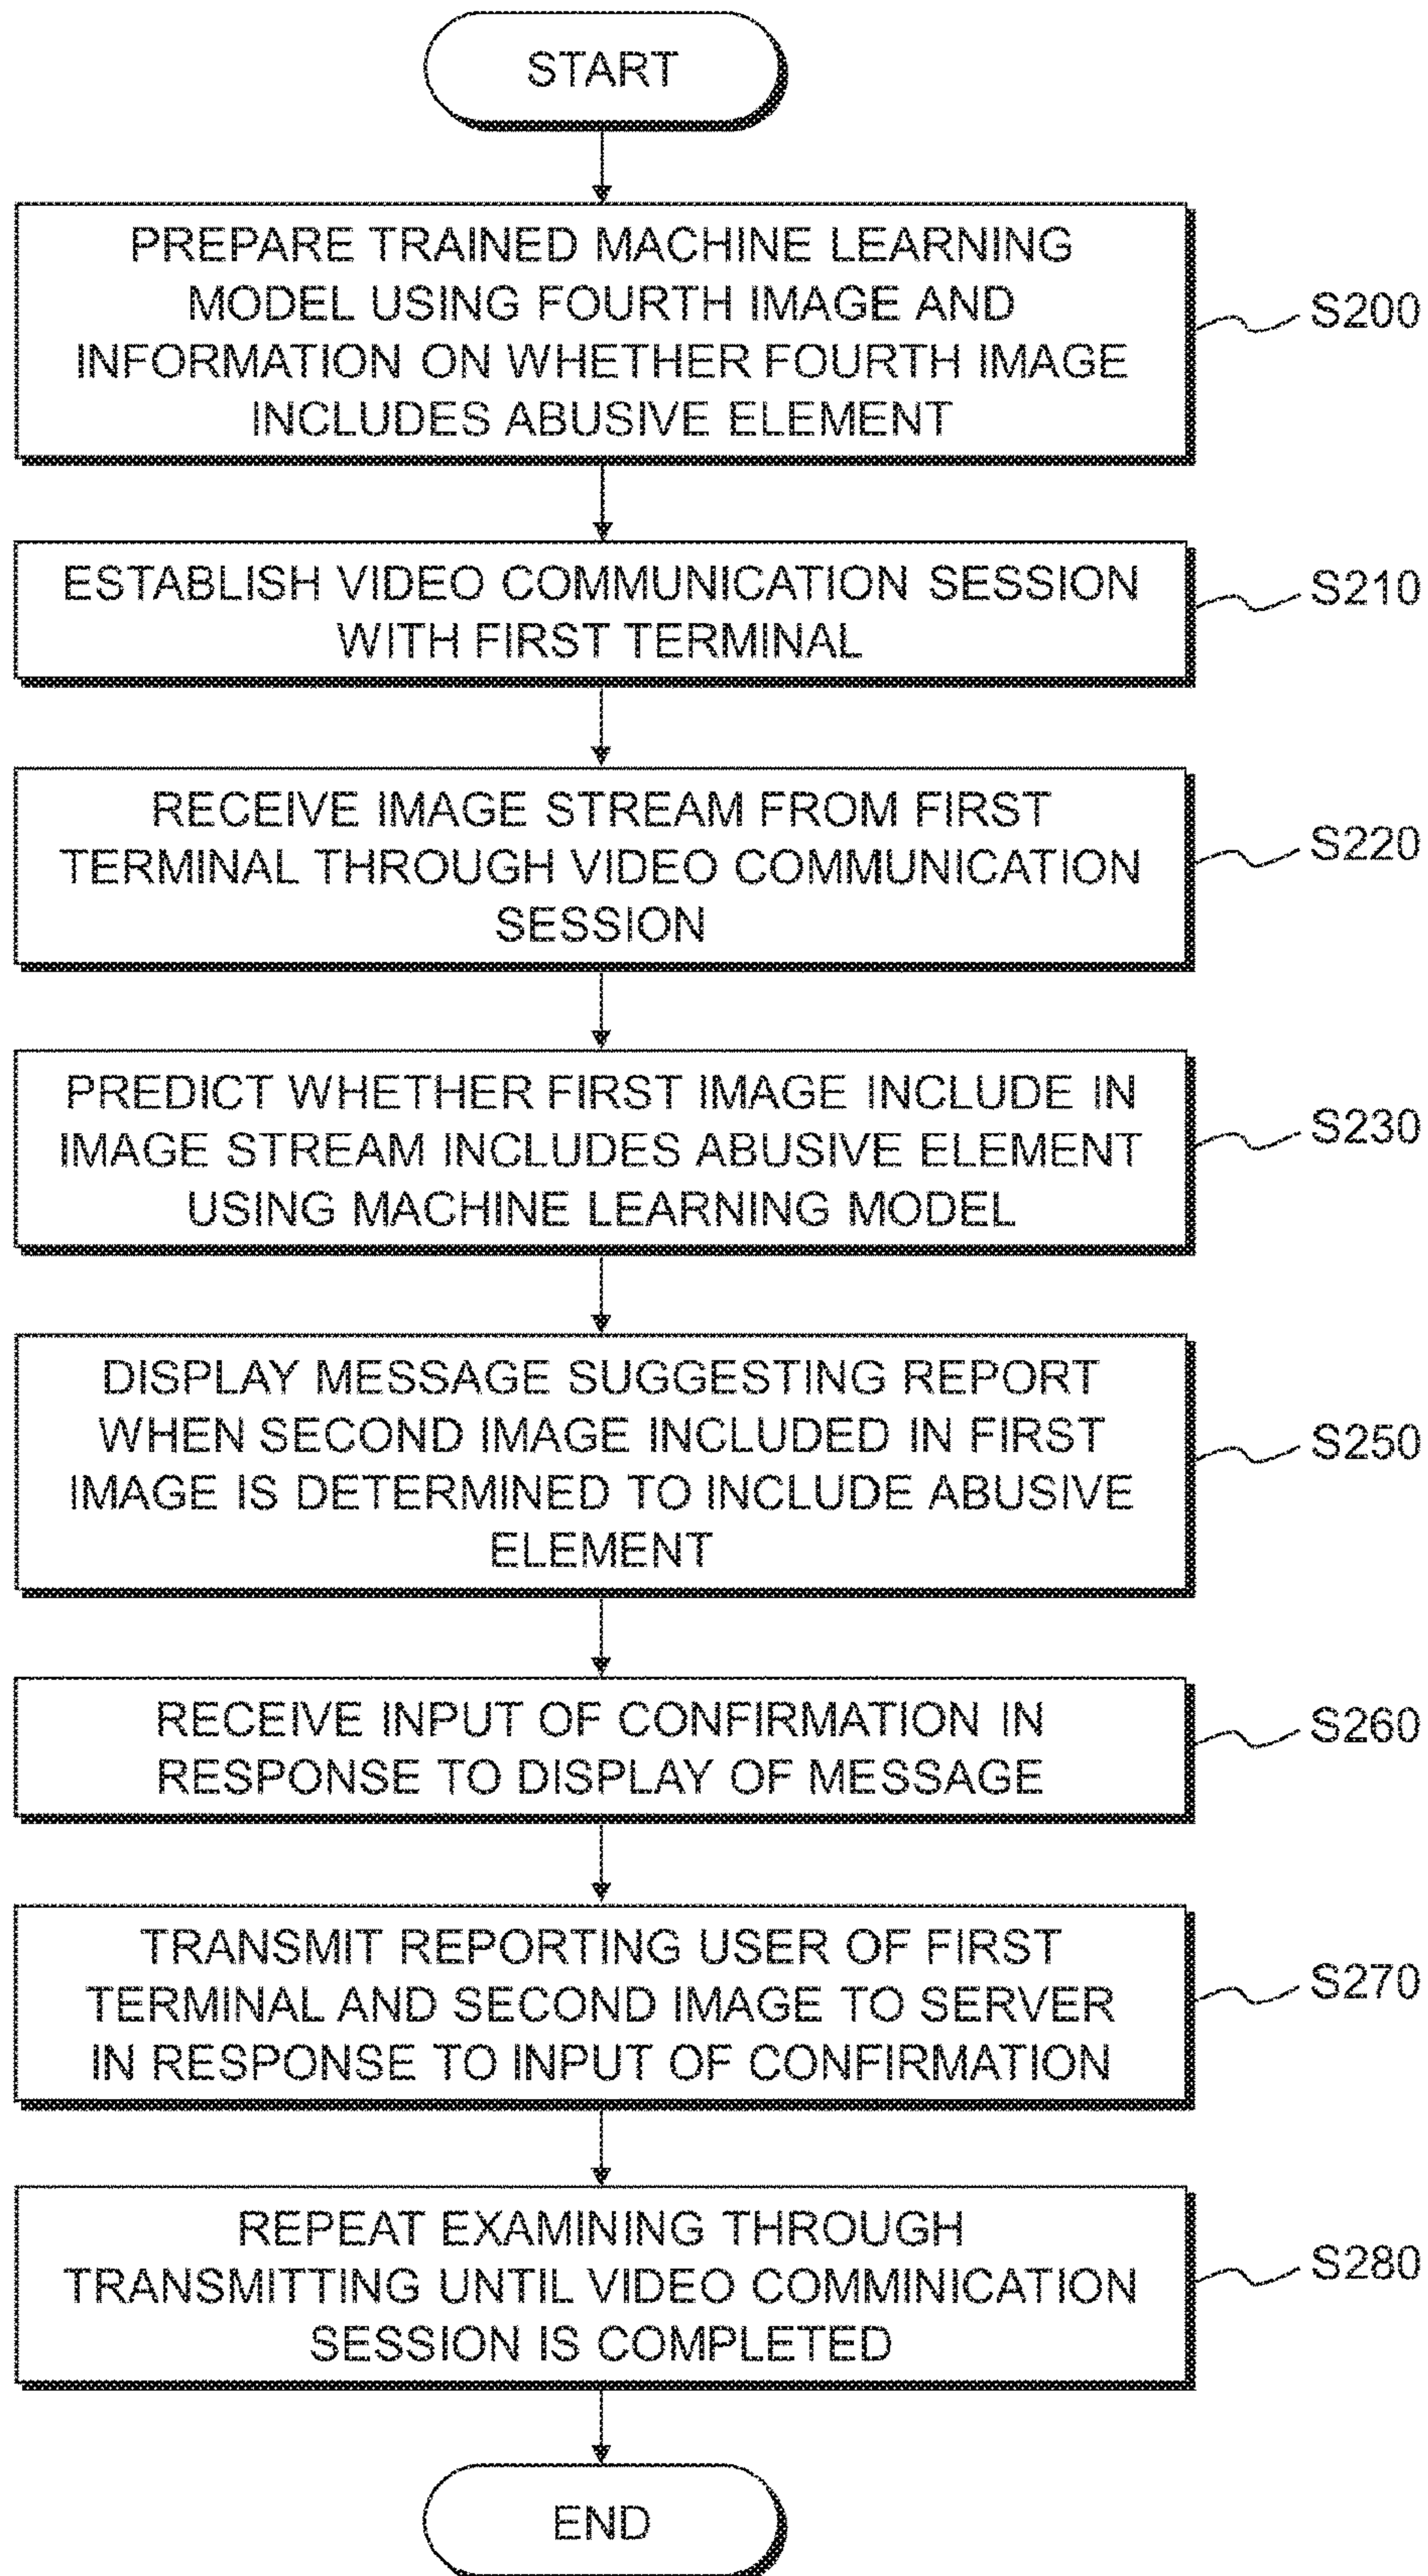 START
PREPARE TRAINED MACHINE LEARNING
MODEL USING FOURTH IMAGE AND
INFORMATION ON WHETHER FOURTH IMAGE
INCLUDES ABUSIVE ELEMENT
S200
ESTABLISH VIDEO COMMUNICATION SESSION
WITH FIRST TERMINAL
S210
RECEIVE IMAGE STREAM FROM FIRST
TERMINAL THROUGH VIDEO COMMUNICATION
SESSION
S220
PREDICT WHETHER FIRST IMAGE INCLUDE IN
IMAGE STREAM INCLUDES ABUSIVE ELEMENT
USING MACHINE LEARNING MODEL
S230
DISPLAY MESSAGE SUGGESTING REPORT
WHEN SECOND IMAGE INCLUDED IN FIRST
IMAGE IS DETERMINED TO INCLUDE ABUSIVE
ELEMENT
S250
RECEIVE INPUT OF CONFIRMATION IN
RESPONSE TO DISPLAY OF MESSAGE
S260
TRANSMIT REPORTING USER OF FIRST
TERMINAL AND SECOND IMAGE TO SERVER
IN RESPONSE TO INPUT OF CONFIRMATION
S270
REPEAT EXAMINING THROUGH
TRANSMITTING UNTIL VIDEO COMMINICATION
SESSION IS COMPLETED
S280
END